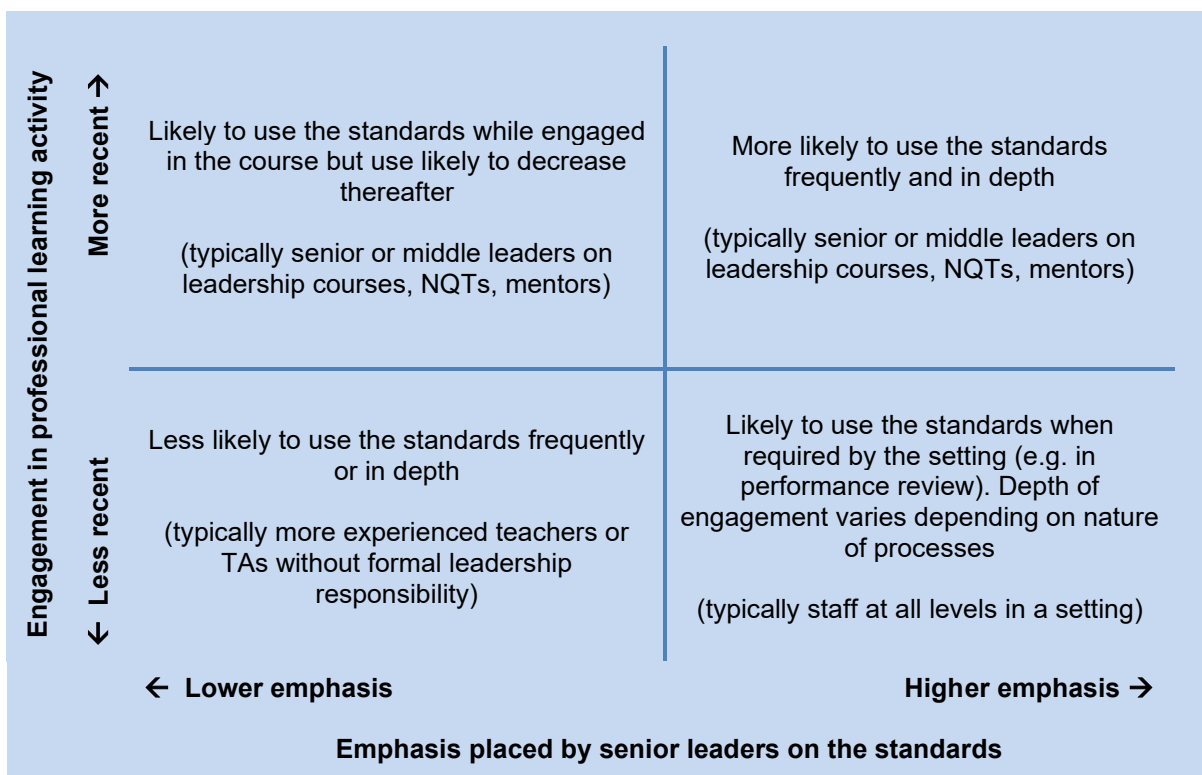 Engagement in professional learning activity
← Less recent
More recent →
Likely to use the standards while engaged
in the course but use likely to decrease
thereafter
(typically senior or middle leaders on
leadership courses, NQTs, mentors)
More likely to use the standards
frequently and in depth
(typically senior or middle leaders on
leadership courses, NQTs, mentors)
Less likely to use the standards frequently
or in depth
(typically more experienced teachers or
TAs without formal leadership
responsibility)
Likely to use the standards when
required by the setting (e.g. in
performance review). Depth of
engagement varies depending on nature
of processes
(typically staff at all levels in a setting)
← Lower emphasis
Higher emphasis →
Emphasis placed by senior leaders on the standards